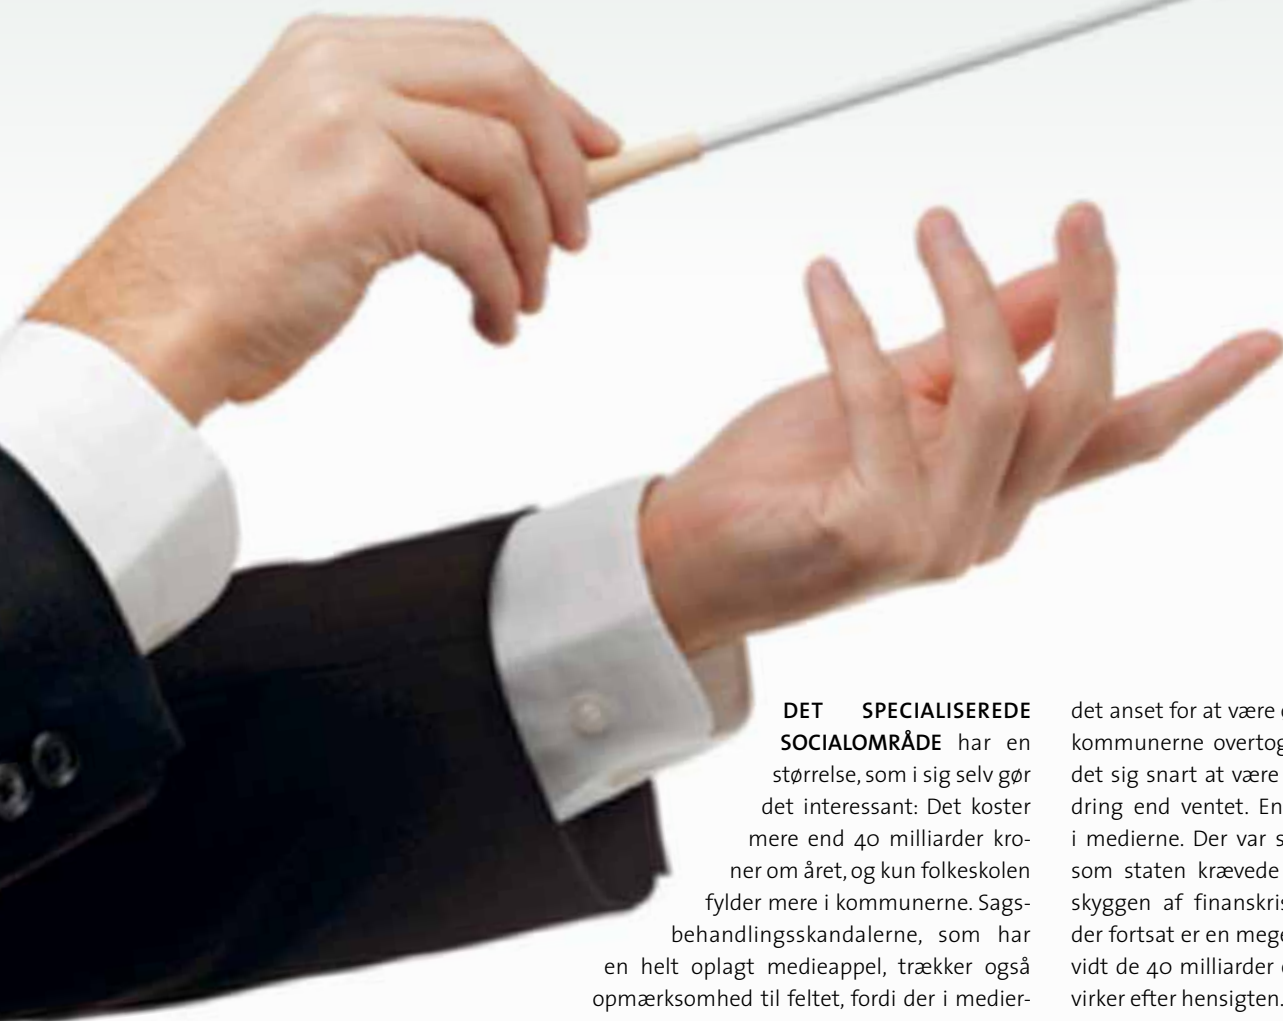 DET SPECIALISEREDE
SOCIALOMRÅDE har en
størrelse, som i sig selv gør
det interessant: Det koster
mere end 40 milliarder kro-
ner om året, og kun folkeskolen
fylder mere i kommunerne. Sags-
behandlingsskandalerne, som har
en helt oplagt medieappel, trækker også
opmærksomhed til feltet, fordi der i medier-
det anset for at være
kommunerne overtog
det sig snart at være
dring end ventet. En
i medierne. Der var
som staten krævede
skyggen af
der fortsat er en
vidt de 40 milliarder
virker efter hensigten.